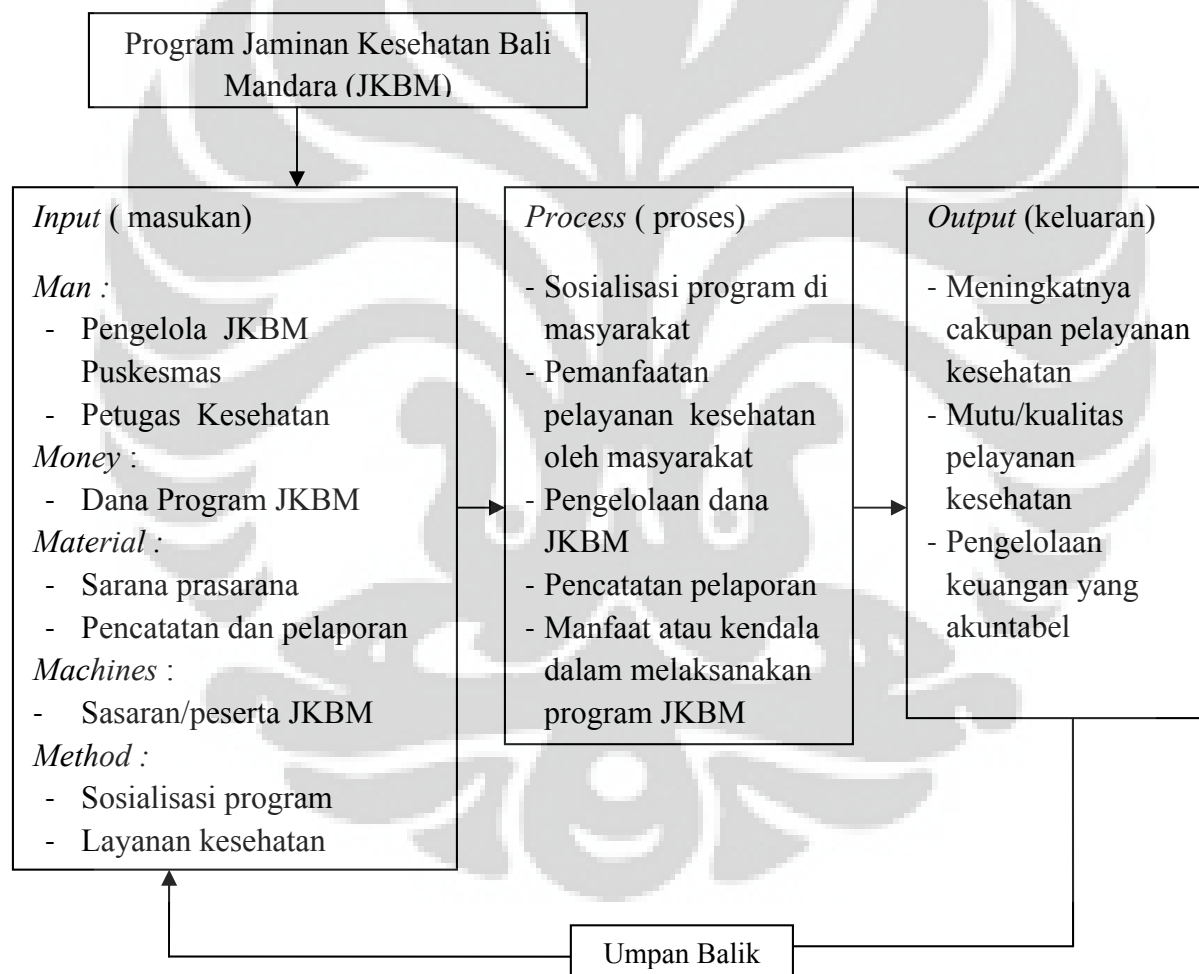 Program Jaminan Kesehatan Bali
Mandara (JKBM)
Input ( masukan)
Man :
- Pengelola JKBM
Puskesmas
- Petugas Kesehatan
Money :
- Dana Program JKBM
Material :
- Sarana prasarana
- Pencatatan dan pelaporan
Machines :
- Sasaran/peserta JKBM
Method :
- Sosialisasi program
- Layanan kesehatan
Process ( proses)
- Sosialisasi program di
masyarakat
- Pemanfaatan
pelayanan kesehatan
oleh masyarakat
- Pengelolaan dana
JKBM
- Pencatatan pelaporan
- Manfaat atau kendala
dalam melaksanakan
program JKBM
Output (keluaran)
- Meningkatnya
cakupan pelayanan
kesehatan
- Mutu/kualitas
pelayanan
kesehatan
- Pengelolaan
keuangan yang
akuntabel
Umpan Balik